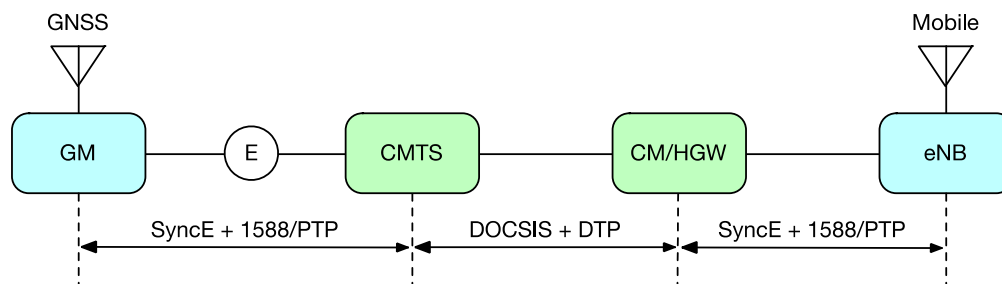 GNSS
Mobile
GM
E
CMTS
CM/HGW
eNB
SyncE + 1588/PTP
DOCSIS + DTP
SyncE + 1588/PTP